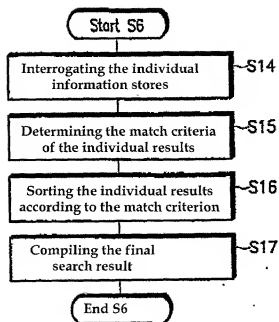 Start S6
Interrogating the individual
information stores
S14
Determining the match criteria
of the individual results
S15
Sorting the individual results
according to the match criterion
S16
Compiling the final
search result
S17
End S6